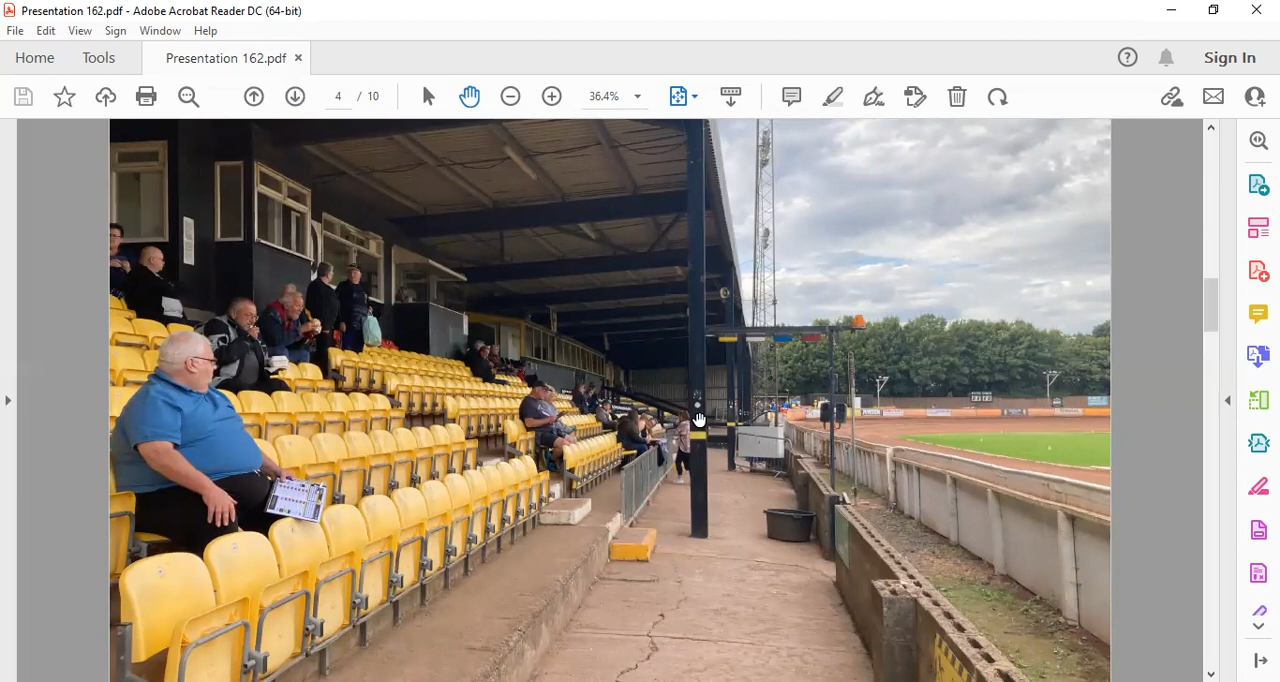 Presentation 162.pdf - Adobe Acrobat Reader DC (64-bit)
File Edit View Sign Window Help
Home Tools Presentation 162.pdf × Sign In
4 / 10 36.4%